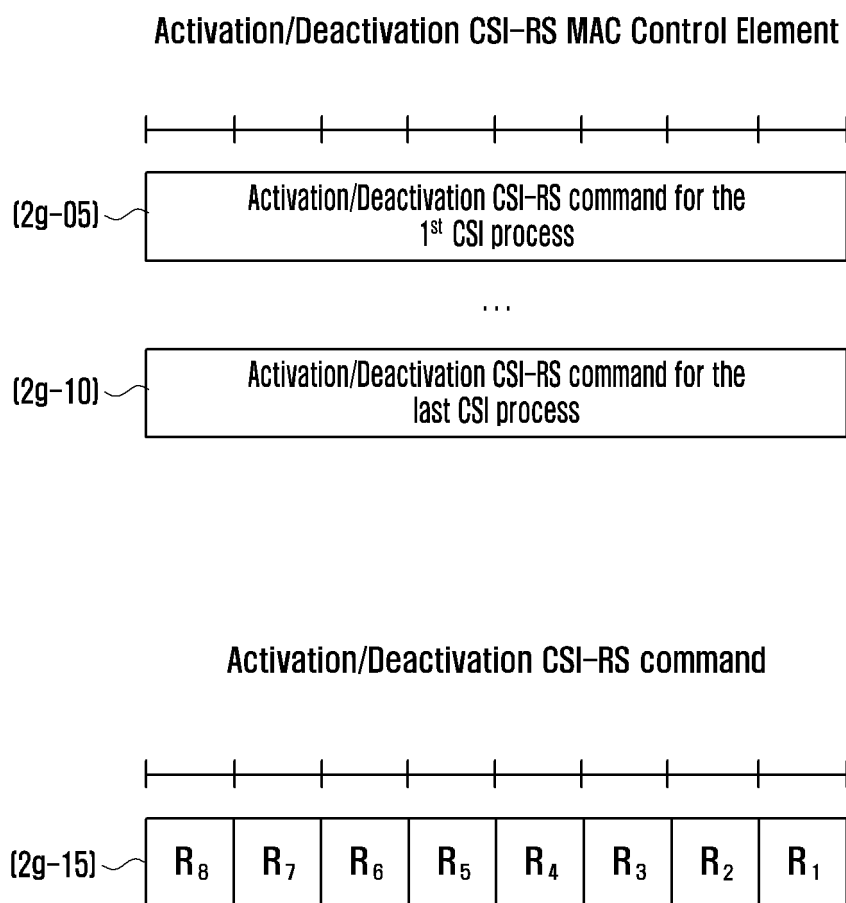 Activation/Deactivation CSI-RS MAC Control Element
(2g-05)
Activation/Deactivation CSI-RS command for the
1st CSI process
...
(2g-10)
Activation/Deactivation CSI-RS command for the
last CSI process
Activation/Deactivation CSI-RS command
(2g-15) R8 R7 R6 R5 R4 R3 R2 R1